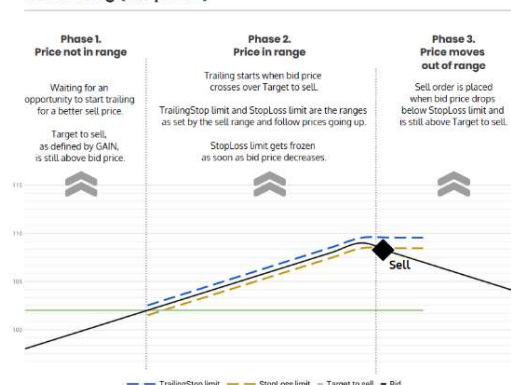 Phase 1.
Price not in range
Waiting for an
opportunity to start trailing
for a better sell price.
Target to sell,
as defined by GAIN,
is still above bid price.
Phase 2.
Price in range
Trailing starts when bid price
crosses over Target to sell.
TrailingStop limit and StopLoss limit are the ranges
as set by the sell range and follow prices going up.
StopLoss limit gets frozen
as soon as bid price decreases.
Phase 3.
Price moves
out of range
Sell order is placed
when bid price drops
below StopLoss limit and
is still above Target to sell.
115
110
105
100
Sell
TrailingStop limit StopLoss limit Target to sell Bid